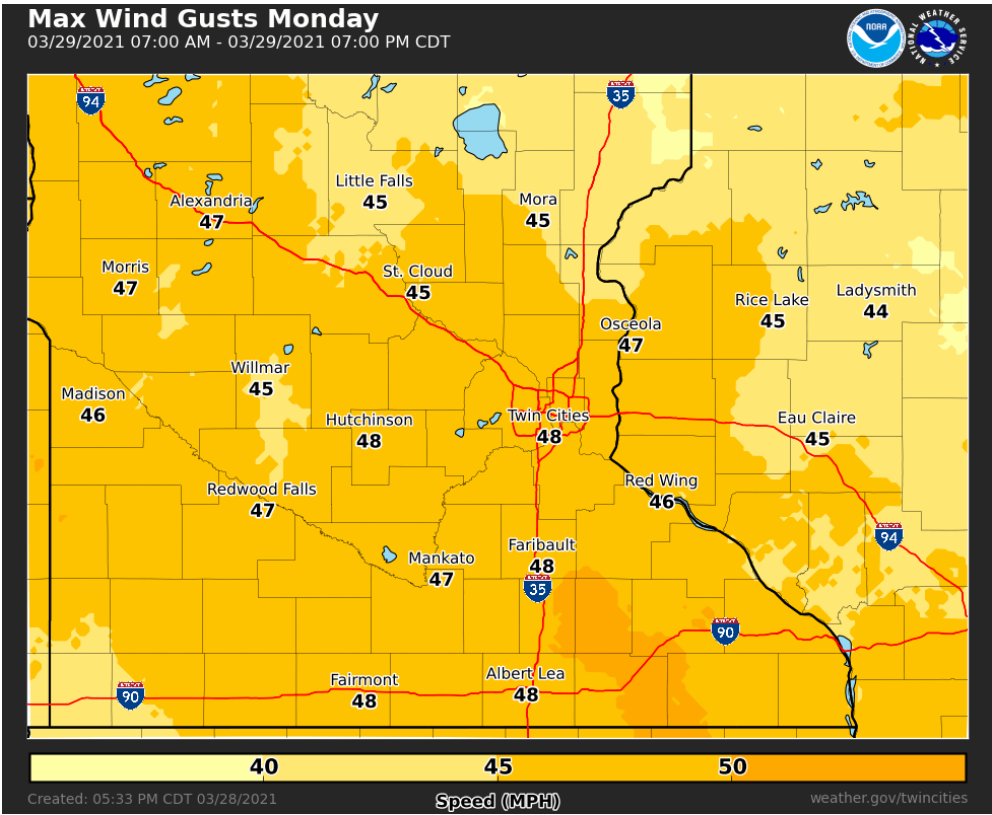 Max Wind Gusts Monday
03/29/2021 07:00 AM - 03/29/2021 07:00 PM CDT
NOAA
NATIONAL WEATHER SERVICE
94
35
Little Falls
45
Alexandria
47
Mora
45
Morris
47
St. Cloud
45
Rice Lake
45
Ladysmith
44
Osceola
47
Willmar
45
Madison
46
Hutchinson
48
Twin Cities
48
Eau Claire
45
Redwood Falls
47
Red Wing
46
94
Mankato
47
Faribault
48
35
90
Fairmont
48
Albert Lea
48
90
40 45 50
Created: 05:33 PM CDT 03/28/2021
Speed (MPH)
weather.gov/twincities